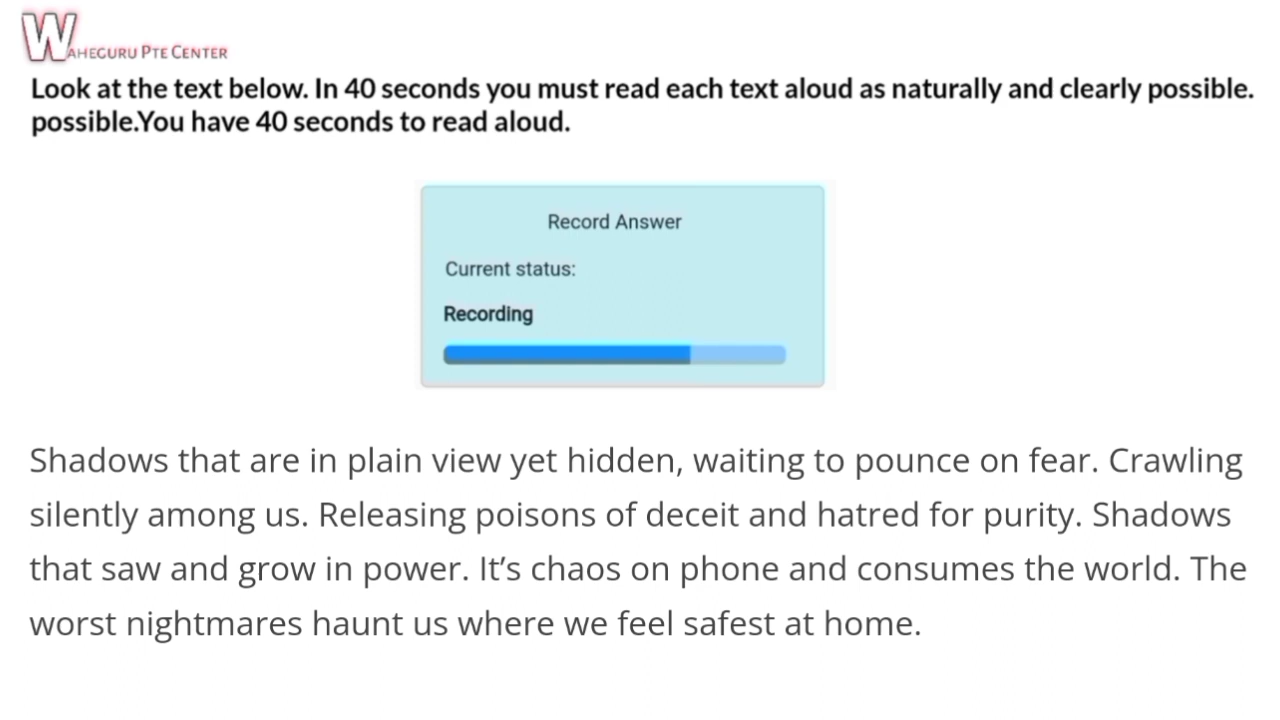 WAHEGURU PTE CENTER
Look at the text below. In 40 seconds you must read each text aloud as naturally and clearly possible.
possible.You have 40 seconds to read aloud.
Record Answer
Current status:
Recording
Shadows that are in plain view yet hidden, waiting to pounce on fear. Crawling
silently among us. Releasing poisons of deceit and hatred for purity. Shadows
that saw and grow in power. It’s chaos on phone and consumes the world. The
worst nightmares haunt us where we feel safest at home.